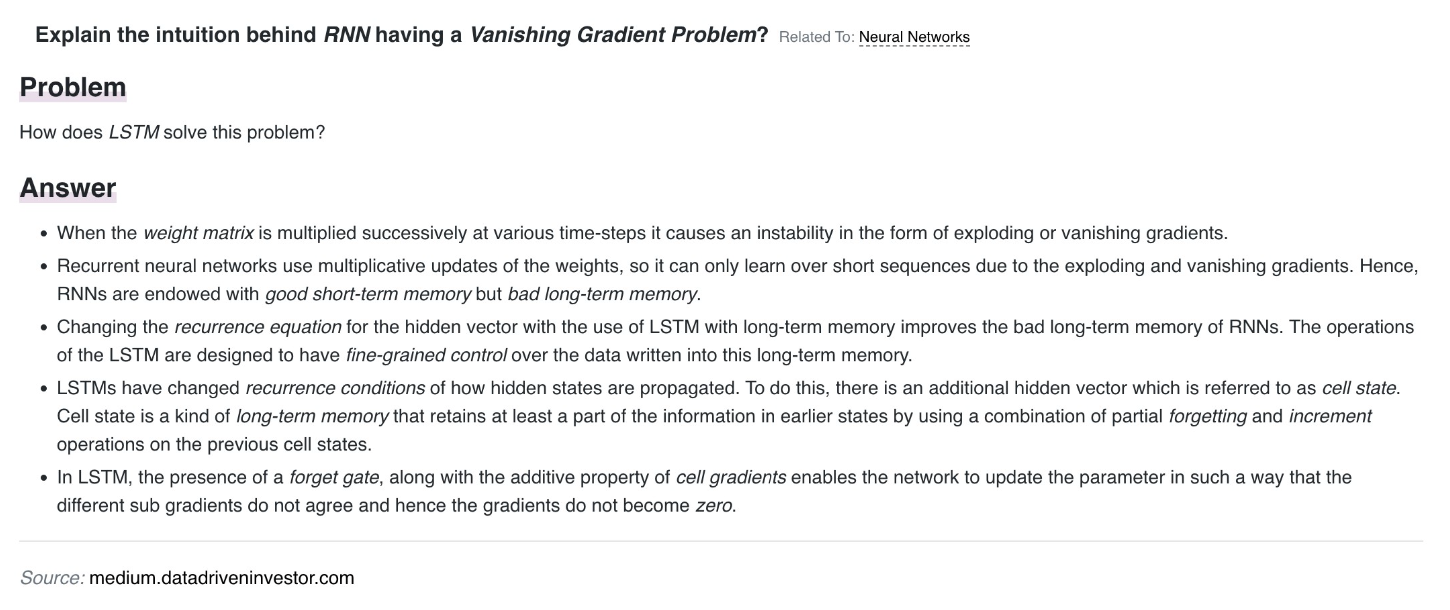 Explain the intuition behind RNN having a Vanishing Gradient Problem? Related To: Neural Networks
Problem
How does LSTM solve this problem?
Answer
• When the weight matrix is multiplied successively at various time-steps it causes an instability in the form of exploding or vanishing gradients.
• Recurrent neural networks use multiplicative updates of the weights, so it can only learn over short sequences due to the exploding and vanishing gradients. Hence,
RNNs are endowed with good short-term memory but bad long-term memory.
• Changing the recurrence equation for the hidden vector with the use of LSTM with long-term memory improves the bad long-term memory of RNNs. The operations
of the LSTM are designed to have fine-grained control over the data written into this long-term memory.
• LSTMs have changed recurrence conditions of how hidden states are propagated. To do this, there is an additional hidden vector which is referred to as cell state.
Cell state is a kind of long-term memory that retains at least a part of the information in earlier states by using a combination of partial forgetting and increment
operations on the previous cell states.
• In LSTM, the presence of a forget gate, along with the additive property of cell gradients enables the network to update the parameter in such a way that the
different sub gradients do not agree and hence the gradients do not become zero.
Source: medium.datadriveninvestor.com